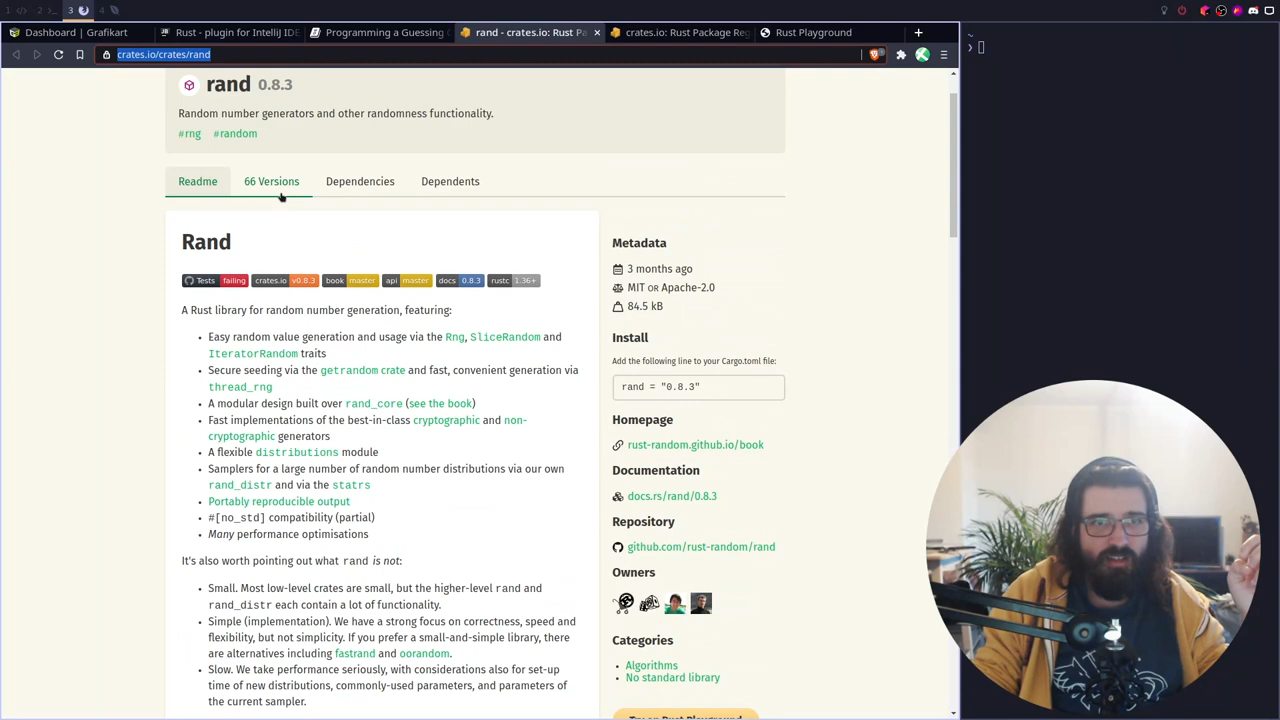 1
2
3
4
Dashboard | Grafikart
Rust - plugin for IntelliJ IDE
Programming a Guessing
rand - crates.io: Rust Pa
crates.io: Rust Package Reg
Rust Playground
crates.io/crates/rand
rand 0.8.3
Random number generators and other randomness functionality.
#rng #random
Readme
66 Versions
Dependencies
Dependents
Rand
Tests failing crates.io v0.8.3 book master api master docs 0.8.3 rustc 1.36+
A Rust library for random number generation, featuring:
• Easy random value generation and usage via the Rng, SliceRandom and
IteratorRandom traits
• Secure seeding via the getrandom crate and fast, convenient generation via
thread_rng
• A modular design built over rand_core (see the book)
• Fast implementations of the best-in-class cryptographic and non-
cryptographic generators
• A flexible distributions module
• Samplers for a large number of random number distributions via our own
rand_distr and via the statrs
• Portably reproducible output
• #[no_std] compatibility (partial)
• Many performance optimisations
It's also worth pointing out what rand is not:
• Small. Most low-level crates are small, but the higher-level rand and
rand_distr each contain a lot of functionality.
• Simple (implementation). We have a strong focus on correctness, speed and
flexibility, but not simplicity. If you prefer a small-and-simple library, there
are alternatives including fastrand and oorandom.
• Slow. We take performance seriously, with considerations also for set-up
time of new distributions, commonly-used parameters, and parameters of
the current sampler.
Metadata
3 months ago
MIT OR Apache-2.0
84.5 kB
Install
Add the following line to your Cargo.toml file:
rand = "0.8.3"
Homepage
rust-random.github.io/book
Documentation
docs.rs/rand/0.8.3
Repository
github.com/rust-random/rand
Owners
Categories
• Algorithms
• No standard library
Try on Rust Playground
~
❯